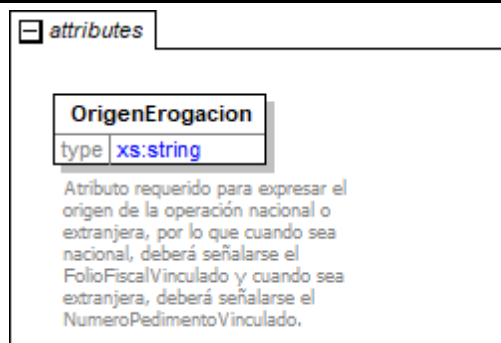 attributes
OrigenErogacion
type xs:string
Atributo requerido para expresar el
origen de la operación nacional o
extranjera, por lo que cuando sea
nacional, deberá señalarse el
FolioFiscalVinculado y cuando sea
extranjera, deberá señalarse el
NumeroPedimentoVinculado.